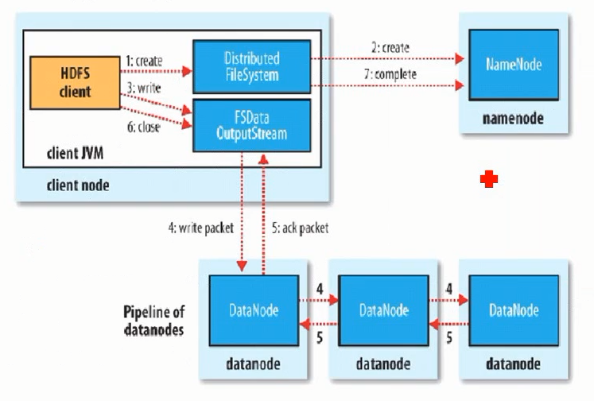 HDFS
client
1: create
3: write
6: close
Distributed
FileSystem
FSData
OutputStream
client JVM
client node
2: create
7: complete
NameNode
namenode
4: write packet
5: ack packet
Pipeline of
datanodes
DataNode
datanode
4
5
DataNode
datanode
4
5
DataNode
datanode